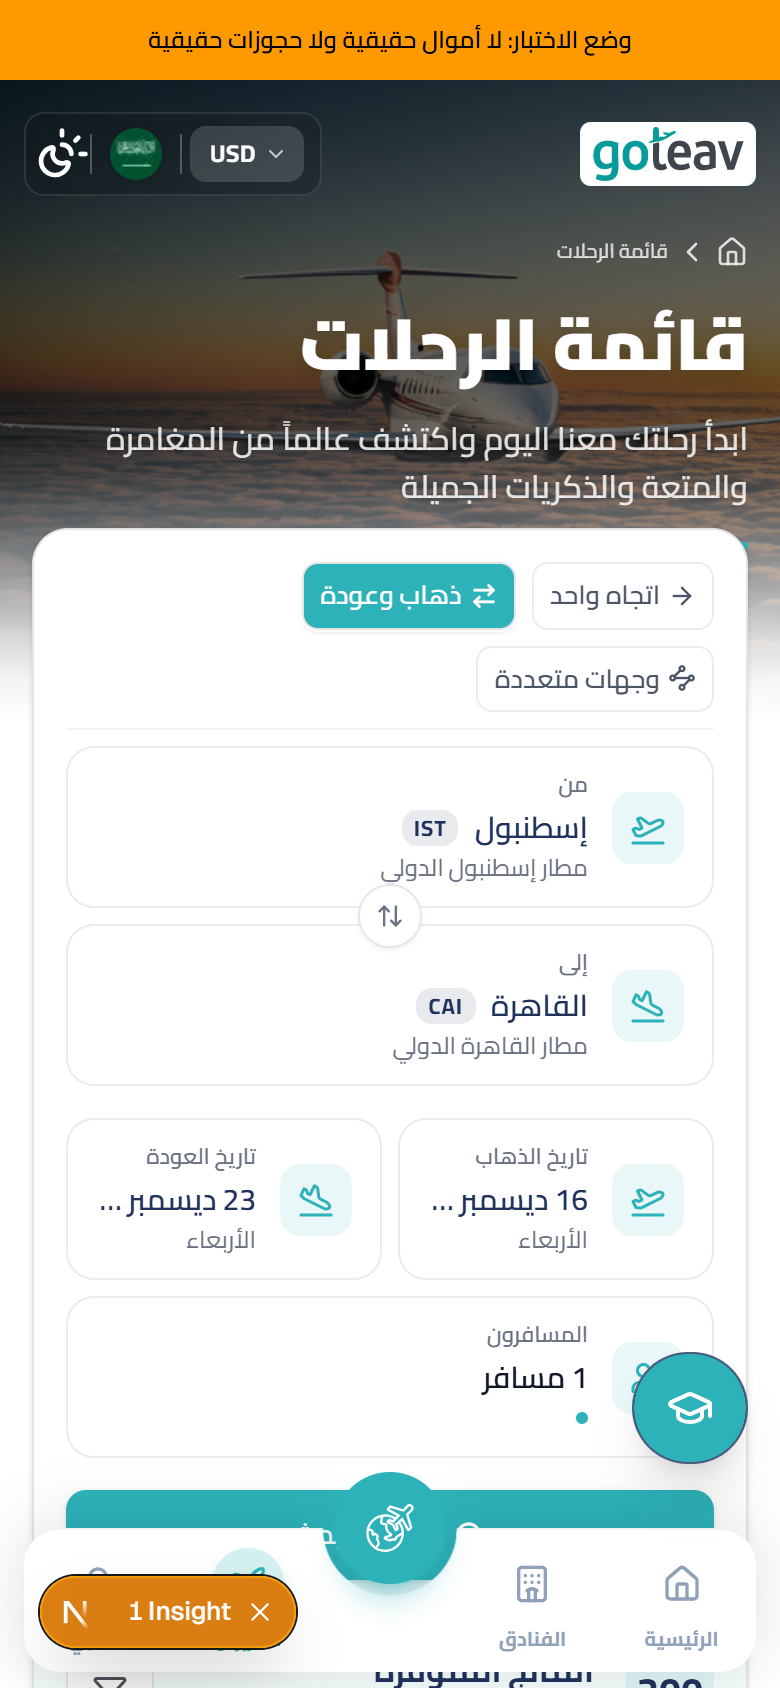 وضع الاختبار: لا أموال حقيقية ولا حجوزات حقيقية
goteav
USD
قائمة الرحلات
قائمة الرحلات
ابدأ رحلتك معنا اليوم واكتشف عالماً من المغامرة
والمتعة والذكريات الجميلة
اتجاه واحد
ذهاب وعودة
وجهات متعددة
من
إسطنبول IST
مطار إسطنبول الدولي
إلى
القاهرة CAI
مطار القاهرة الدولي
تاريخ الذهاب
16 ديسمبر ...
الأربعاء
تاريخ العودة
23 ديسمبر ...
الأربعاء
المسافرون
1 مسافر
الرئيسية
الفنادق
N 1 Insight